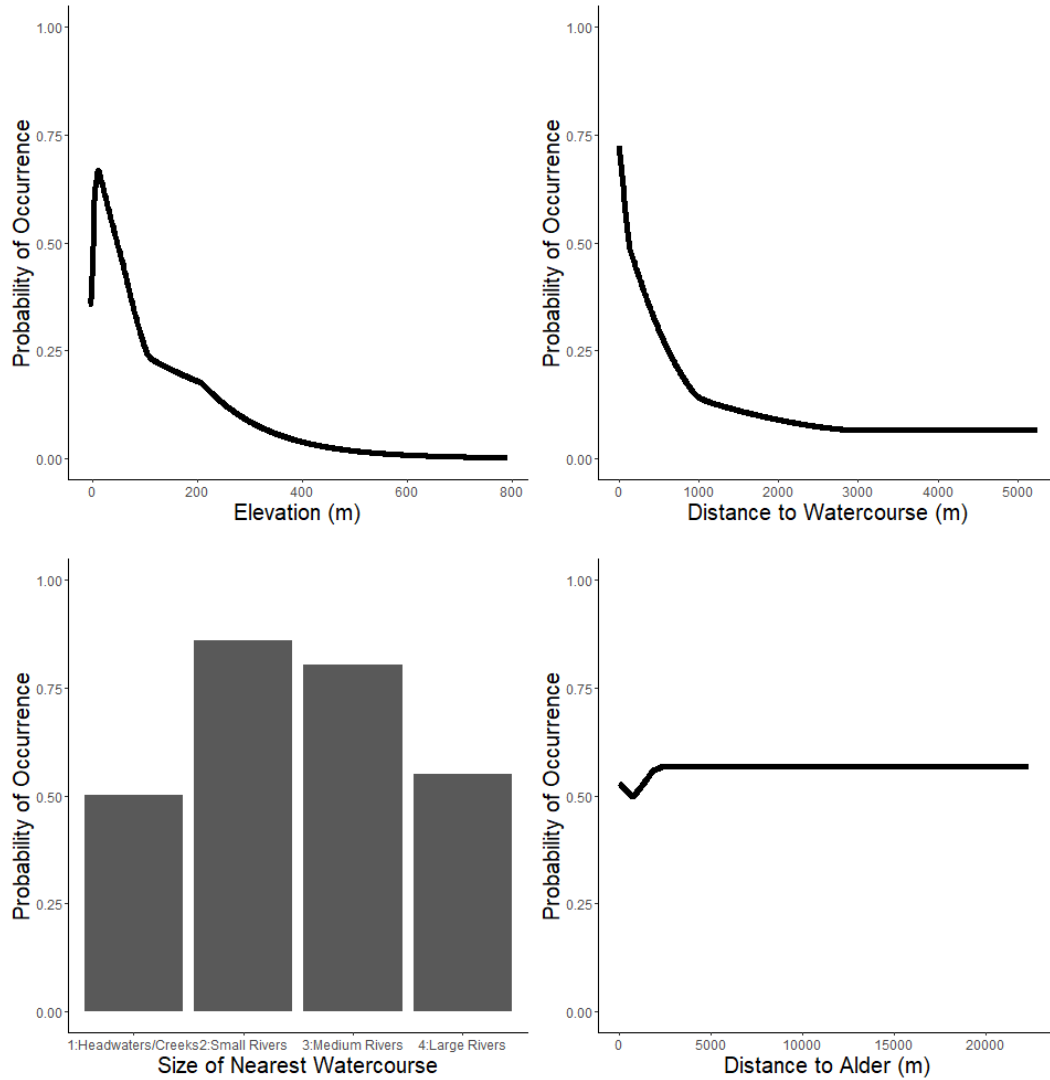 Probability of Occurrence
1.00
0.75
0.50
0.25
0.00
0 200 400 600 800
Elevation (m)
Probability of Occurrence
1.00
0.75
0.50
0.25
0.00
0 1000 2000 3000 4000 5000
Distance to Watercourse (m)
Probability of Occurrence
1.00
0.75
0.50
0.25
0.00
1:Headwaters/Creeks 2:Small Rivers 3:Medium Rivers 4:Large Rivers
Size of Nearest Watercourse
Probability of Occurrence
1.00
0.75
0.50
0.25
0.00
0 5000 10000 15000 20000
Distance to Alder (m)